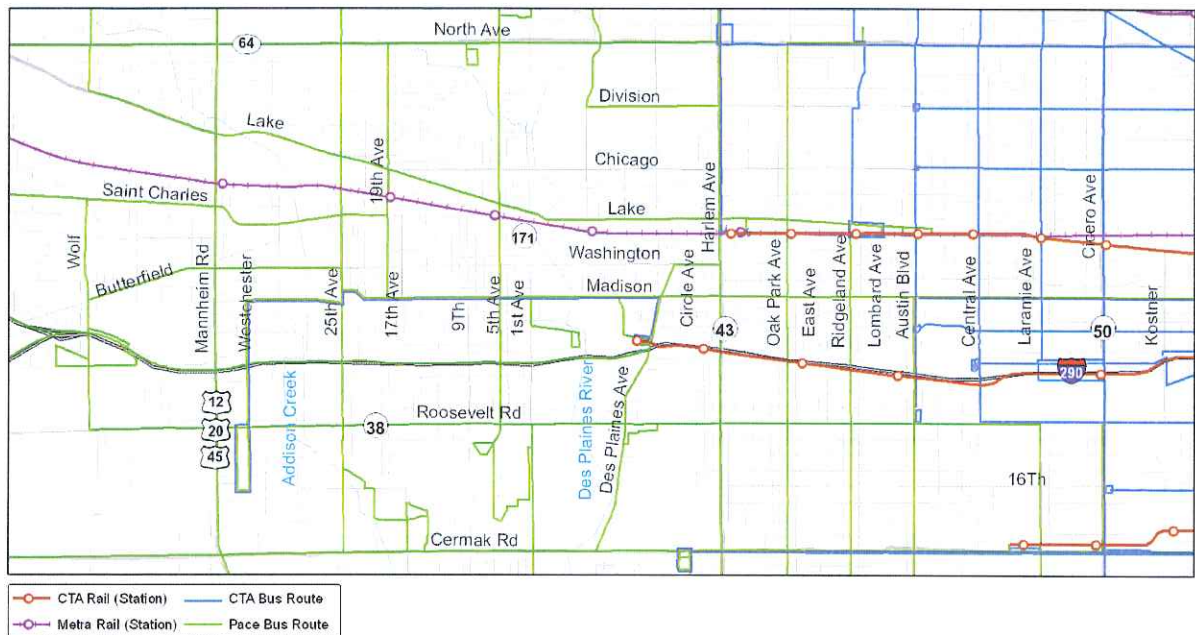 North Ave
64
Division
Lake
Chicago
19th Ave
Harlem Ave
Saint Charles
Lake
171
Cicero Ave
Wolf
Washington
Butterfield
Mannheim Rd
Westchester
25th Ave
17th Ave
9Th
5th Ave
1st Ave
Madison
Circle Ave
43
Oak Park Ave
East Ave
Ridgeland Ave
Lombard Ave
Austin Blvd
Central Ave
Laramie Ave
50
Kostner
290
12
20
45
Roosevelt Rd
38
Addison Creek
Des Plaines River
Des Plaines Ave
16Th
Cermak Rd
CTA Rail (Station)
CTA Bus Route
Metra Rail (Station)
Pace Bus Route